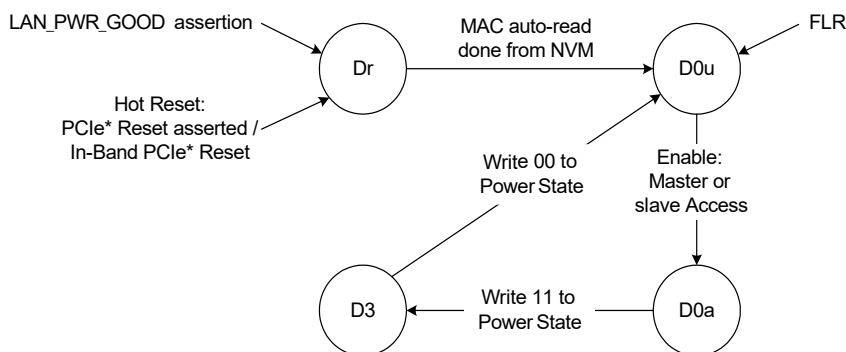 LAN_PWR_GOOD assertion
MAC auto-read
done from NVM
FLR
Dr
D0u
Hot Reset:
PCIe* Reset asserted /
In-Band PCIe* Reset
Write 00 to
Power State
Enable:
Master or
slave Access
D3
Write 11 to
Power State
D0a